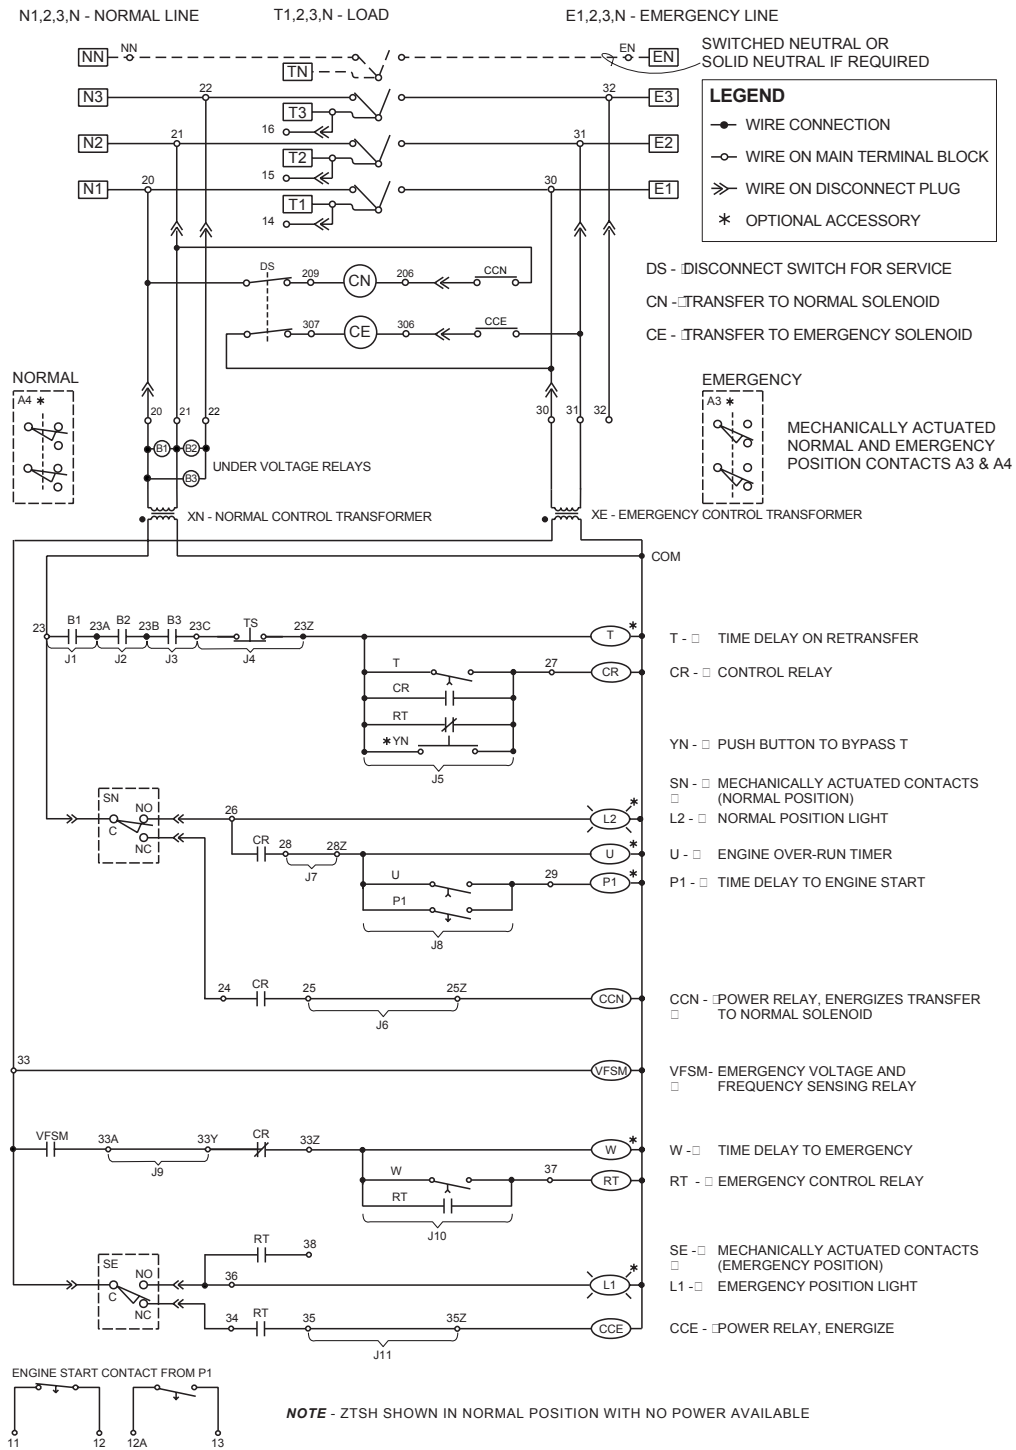 N1,2,3,N - NORMAL LINE
T1,2,3,N - LOAD
E1,2,3,N - EMERGENCY LINE
NN
NN
TN
EN
EN
SWITCHED NEUTRAL OR
SOLID NEUTRAL IF REQUIRED
N3
22
T3
16
32
E3
N2
21
T2
15
31
E2
N1
20
T1
14
30
E1
LEGEND
WIRE CONNECTION
WIRE ON MAIN TERMINAL BLOCK
WIRE ON DISCONNECT PLUG
* OPTIONAL ACCESSORY
DS
209
CN
206
CCN
307
CE
306
CCE
DS - □DISCONNECT SWITCH FOR SERVICE
CN -□TRANSFER TO NORMAL SOLENOID
CE - □TRANSFER TO EMERGENCY SOLENOID
NORMAL
A4 *
20
21
22
B1
B2
B3
UNDER VOLTAGE RELAYS
30
31
32
EMERGENCY
A3 *
MECHANICALLY ACTUATED
NORMAL AND EMERGENCY
POSITION CONTACTS A3 & A4
XN - NORMAL CONTROL TRANSFORMER
XE - EMERGENCY CONTROL TRANSFORMER
COM
23
B1
23A
B2
23B
B3
23C
TS
23Z
J1
J2
J3
J4
T
*
T - □ TIME DELAY ON RETRANSFER
T
27
CR
CR - □ CONTROL RELAY
CR
RT
*YN
J5
YN - □ PUSH BUTTON TO BYPASS T
SN - □ MECHANICALLY ACTUATED CONTACTS
□ (NORMAL POSITION)
SN
NO
C
NC
26
L2
*
L2 - □ NORMAL POSITION LIGHT
CR
28
28Z
J7
U
*
U - □ ENGINE OVER-RUN TIMER
U
29
P1
*
P1 - □ TIME DELAY TO ENGINE START
P1
J8
24
CR
25
25Z
J6
CCN
CCN - □POWER RELAY, ENERGIZES TRANSFER
□ TO NORMAL SOLENOID
33
VFSM
VFSM- EMERGENCY VOLTAGE AND
□ FREQUENCY SENSING RELAY
VFSM
33A
33Y
J9
CR
33Z
W
*
W -□ TIME DELAY TO EMERGENCY
W
37
RT
RT - □ EMERGENCY CONTROL RELAY
RT
J10
RT
38
SE -□ MECHANICALLY ACTUATED CONTACTS
□ (EMERGENCY POSITION)
SE
NO
C
NC
36
L1
*
L1 -□ EMERGENCY POSITION LIGHT
34
RT
35
35Z
J11
CCE
CCE - □POWER RELAY, ENERGIZE
ENGINE START CONTACT FROM P1
11
12
12A
13
NOTE - ZTSH SHOWN IN NORMAL POSITION WITH NO POWER AVAILABLE